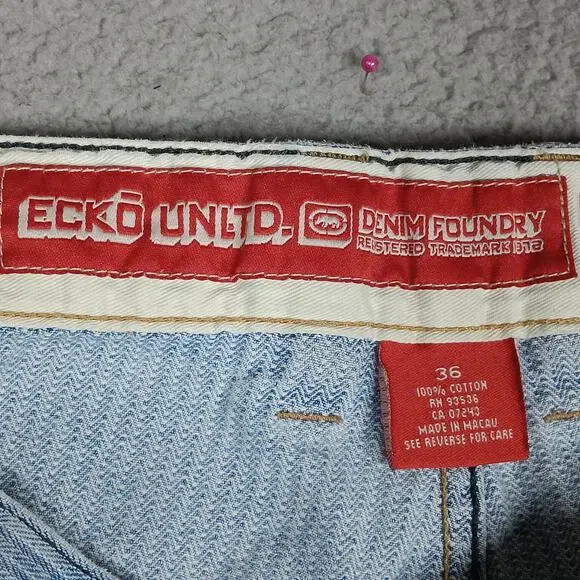 ECKŌ UNLTD.
DENIM FOUNDRY
REGISTERED TRADEMARK 1972
36
100% COTTON
RN 93536
CA 07243
MADE IN MACAU
SEE REVERSE FOR CARE